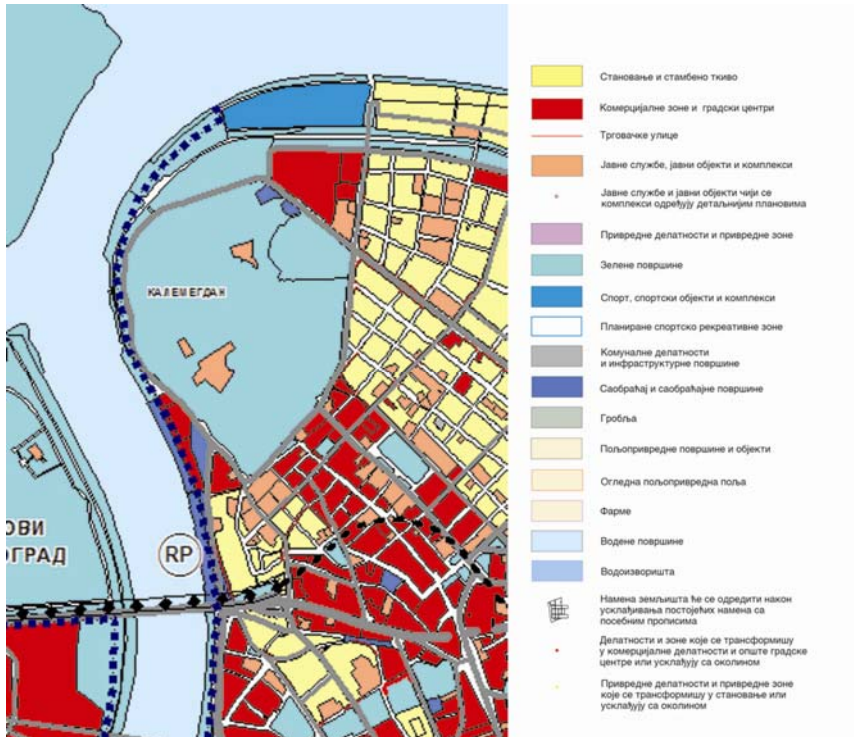 КАЛЕМЕГДАН
ОВИ
ОГРАД
RP
Становање и стамбено ткиво
Комерцијалне зоне и градски центри
Трговачке улице
Јавне службе, јавни објекти и комплекси
Јавне службе и јавни објекти чији се
комплекси одређују детаљнијим плановима
Привредне делатности и привредне зоне
Зелене површине
Спорт, спортски објекти и комплекси
Планиране спортско рекреативне зоне
Комуналне делатности
и инфраструктурне површине
Саобраћај и саобраћајне површине
Гробља
Пољопривредне површине и објекти
Огледна пољопривредна поља
Фарме
Водене површине
Водоизворишта
Намена земљишта ће се одредити након
усклађивања постојећих намена са
посебним прописима
Делатности и зоне које се трансформишу
у комерцијалне делатности и опште градске
центре или усклађују са околином
Привредне делатности и привредне зоне
које се трансформишу у становање или
усклађују са околином